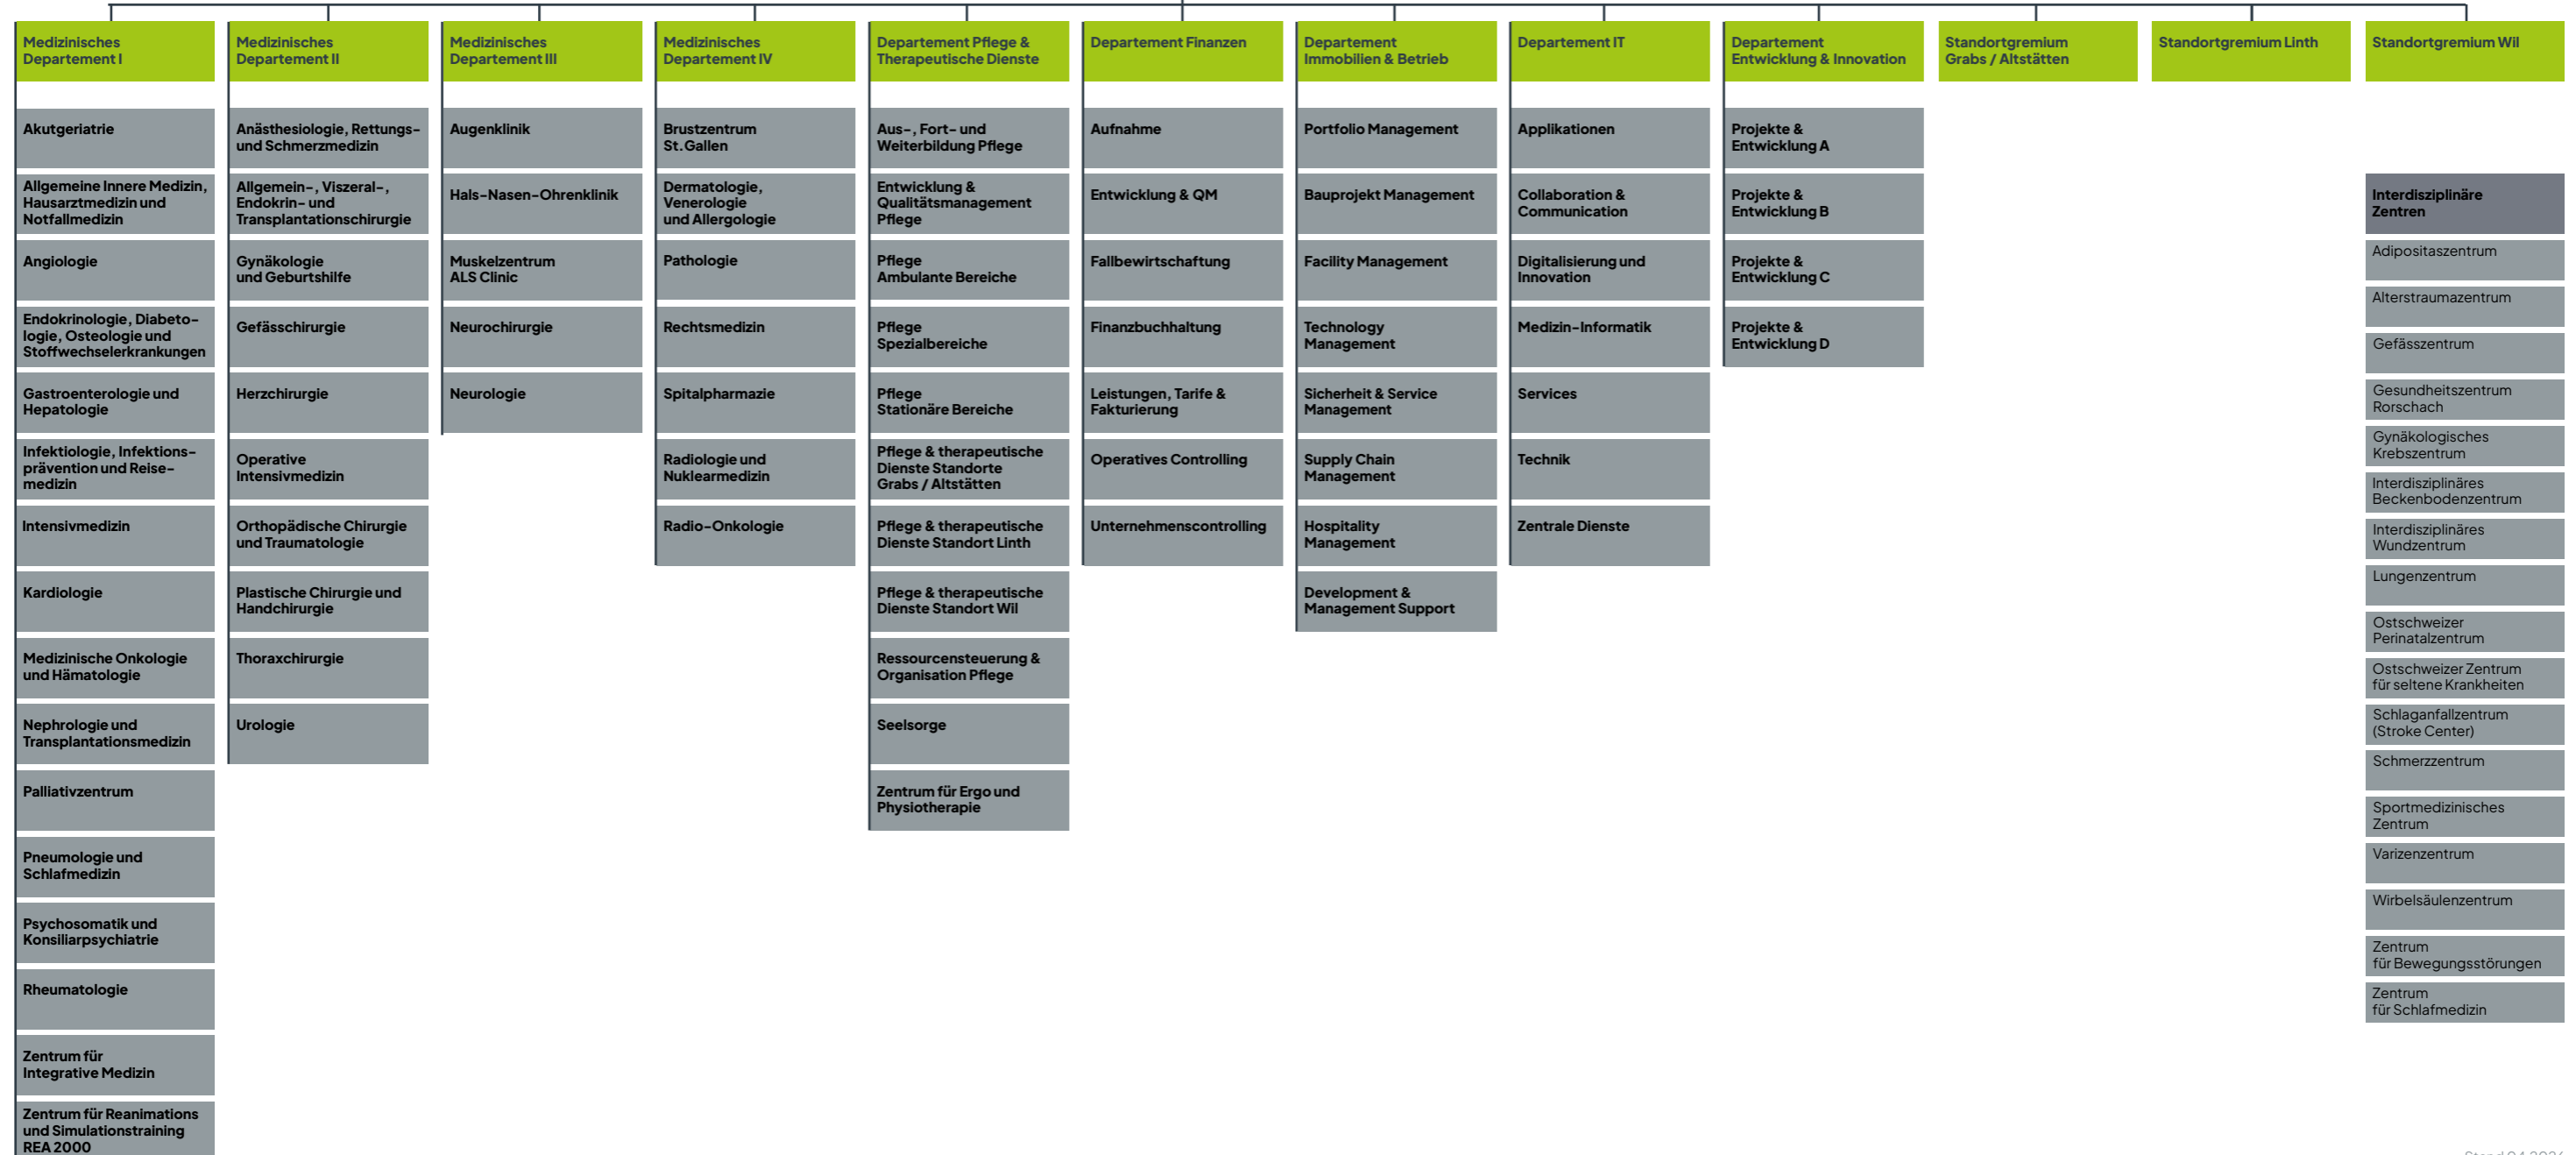 Medizinisches
Departement I
Akutgeriatrie
Allgemeine Innere Medizin,
Hausarztmedizin und
Notfallmedizin
Angiologie
Endokrinologie, Diabeto-
logie, Osteologie und
Stoffwechselerkrankungen
Gastroenterologie und
Hepatologie
Infektiologie, Infektions-
prävention und Reise-
medizin
Intensivmedizin
Kardiologie
Medizinische Onkologie
und Hämatologie
Nephrologie und
Transplantationsmedizin
Palliativzentrum
Pneumologie und
Schlafmedizin
Psychosomatik und
Konsiliarpsychiatrie
Rheumatologie
Zentrum für
Integrative Medizin
Zentrum für Reanimations
und Simulationstraining
REA 2000
Medizinisches
Departement II
Anästhesiologie, Rettungs-
und Schmerzmedizin
Allgemein-, Viszeral-,
Endokrin- und
Transplantationschirurgie
Gynäkologie
und Geburtshilfe
Gefässchirurgie
Herzchirurgie
Operative
Intensivmedizin
Orthopädische Chirurgie
und Traumatologie
Plastische Chirurgie und
Handchirurgie
Thoraxchirurgie
Urologie
Medizinisches
Departement III
Augenklinik
Hals-Nasen-Ohrenklinik
Muskelzentrum
ALS Clinic
Neurochirurgie
Neurologie
Medizinisches
Departement IV
Brustzentrum
St.Gallen
Dermatologie,
Venerologie
und Allergologie
Pathologie
Rechtsmedizin
Spitalpharmazie
Radiologie und
Nuklearmedizin
Radio-Onkologie
Departement Pflege &
Therapeutische Dienste
Aus-, Fort- und
Weiterbildung Pflege
Entwicklung &
Qualitätsmanagement
Pflege
Pflege
Ambulante Bereiche
Pflege
Spezialbereiche
Pflege
Stationäre Bereiche
Pflege & therapeutische
Dienste Standorte
Grabs / Altstätten
Pflege & therapeutische
Dienste Standort Linth
Pflege & therapeutische
Dienste Standort Wil
Ressourcensteuerung &
Organisation Pflege
Seelsorge
Zentrum für Ergo und
Physiotherapie
Departement Finanzen
Aufnahme
Entwicklung & QM
Fallbewirtschaftung
Finanzbuchhaltung
Leistungen, Tarife &
Fakturierung
Operatives Controlling
Unternehmenscontrolling
Departement
Immobilien & Betrieb
Portfolio Management
Bauprojekt Management
Facility Management
Technology
Management
Sicherheit & Service
Management
Supply Chain
Management
Hospitality
Management
Development &
Management Support
Departement IT
Applikationen
Collaboration &
Communication
Digitalisierung und
Innovation
Medizin-Informatik
Services
Technik
Zentrale Dienste
Departement
Entwicklung & Innovation
Projekte &
Entwicklung A
Projekte &
Entwicklung B
Projekte &
Entwicklung C
Projekte &
Entwicklung D
Standortgremium
Grabs / Altstätten
Standortgremium Linth
Standortgremium Wil
Interdisziplinäre
Zentren
Adipositaszentrum
Alterstraumazentrum
Gefässzentrum
Gesundheitszentrum
Rorschach
Gynäkologisches
Krebszentrum
Interdisziplinäres
Beckenbodenzentrum
Interdisziplinäres
Wundzentrum
Lungenzentrum
Ostschweizer
Perinatalzentrum
Ostschweizer Zentrum
für seltene Krankheiten
Schlaganfallzentrum
(Stroke Center)
Schmerzzentrum
Sportmedizinisches
Zentrum
Varizenzentrum
Wirbelsäulenzentrum
Zentrum
für Bewegungsstörungen
Zentrum
für Schlafmedizin